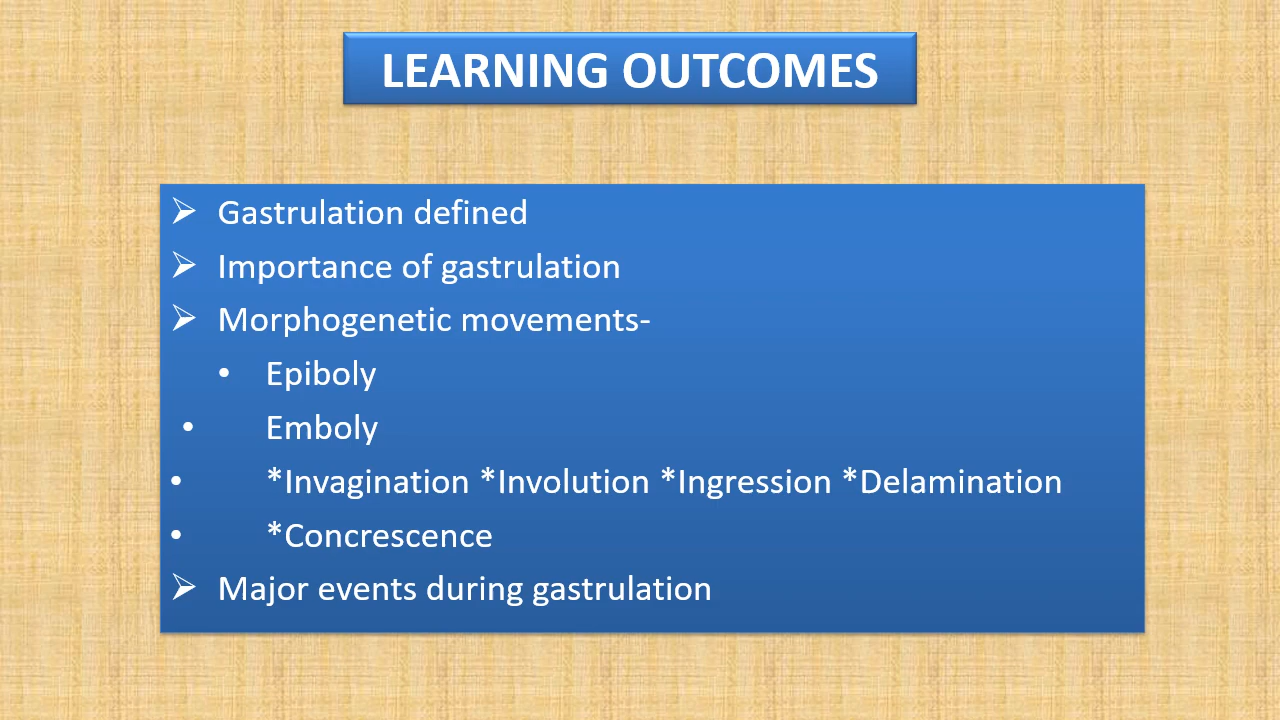 LEARNING OUTCOMES
➢ Gastrulation defined
➢ Importance of gastrulation
➢ Morphogenetic movements-
• Epiboly
• Emboly
• *Invagination *Involution *Ingression *Delamination
• *Concrescence
➢ Major events during gastrulation